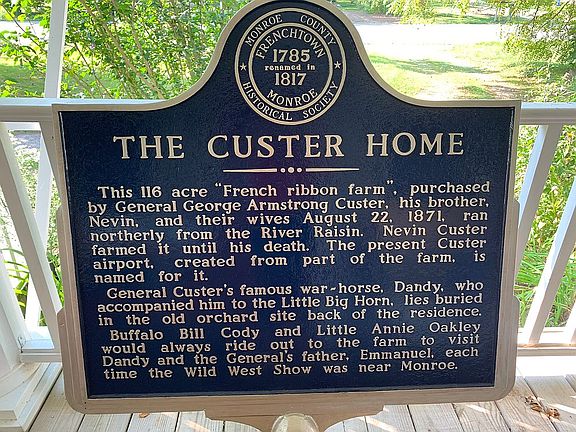 MONROE COUNTY
FRENCHTOWN
1785
renamed in
1817
MONROE
HISTORICAL SOCIETY
THE CUSTER HOME
This 116 acre "French ribbon farm", purchased
by General George Armstrong Custer, his brother,
Nevin, and their wives August 22, 1871, ran
northerly from the River Raisin. Nevin Custer
farmed it until his death. The present Custer
airport, created from part of the farm, is
named for it.
General Custer's famous war-horse, Dandy, who
accompanied him to the Little Big Horn, lies buried
in the old orchard site back of the residence.
Buffalo Bill Cody and Little Annie Oakley
would always ride out to the farm to visit
Dandy and the General's father, Emmanuel, each
time the Wild West Show was near Monroe.